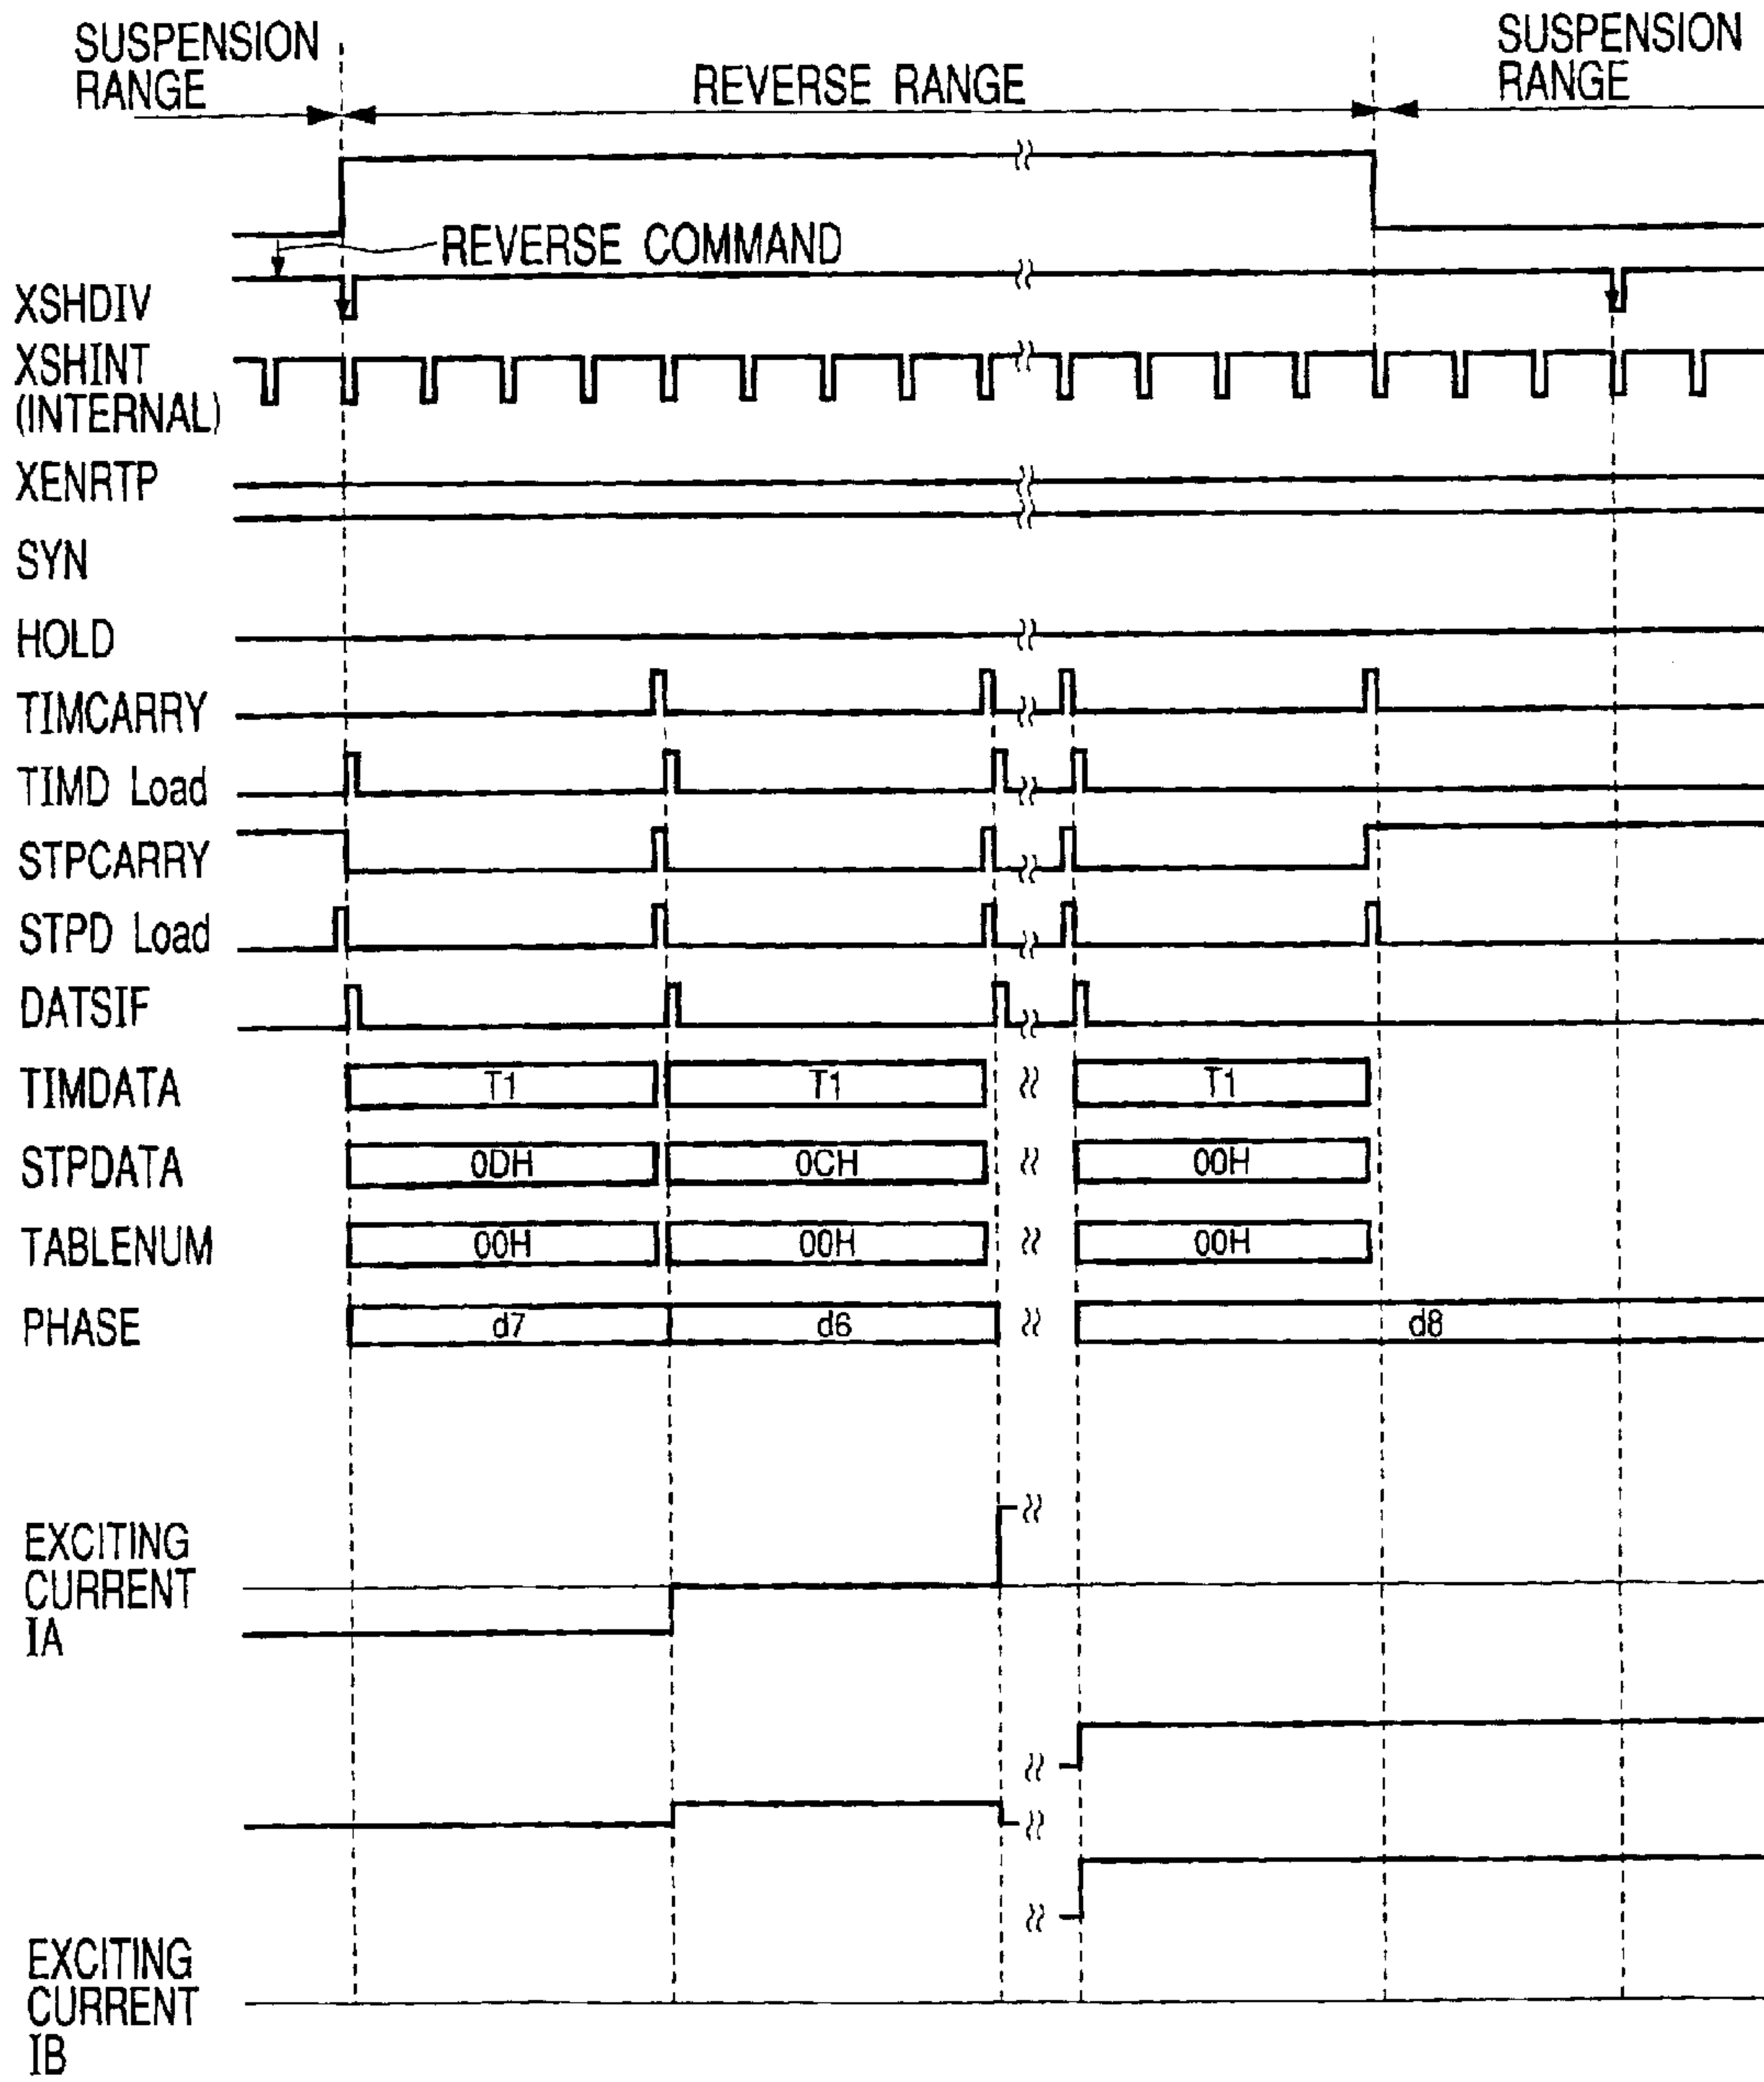 SUSPENSION
RANGE
REVERSE RANGE
SUSPENSION
RANGE
REVERSE COMMAND
XSHDIV
XSHINT
(INTERNAL)
XENRTP
SYN
HOLD
TIMCARRY
TIMD Load
STPCARRY
STPD Load
DATSIF
TIMDATA T1 T1 T1
STPDATA 0DH 0CH 00H
TABLENUM 00H 00H 00H
PHASE d7 d6 d8
EXCITING
CURRENT
IA
EXCITING
CURRENT
IB